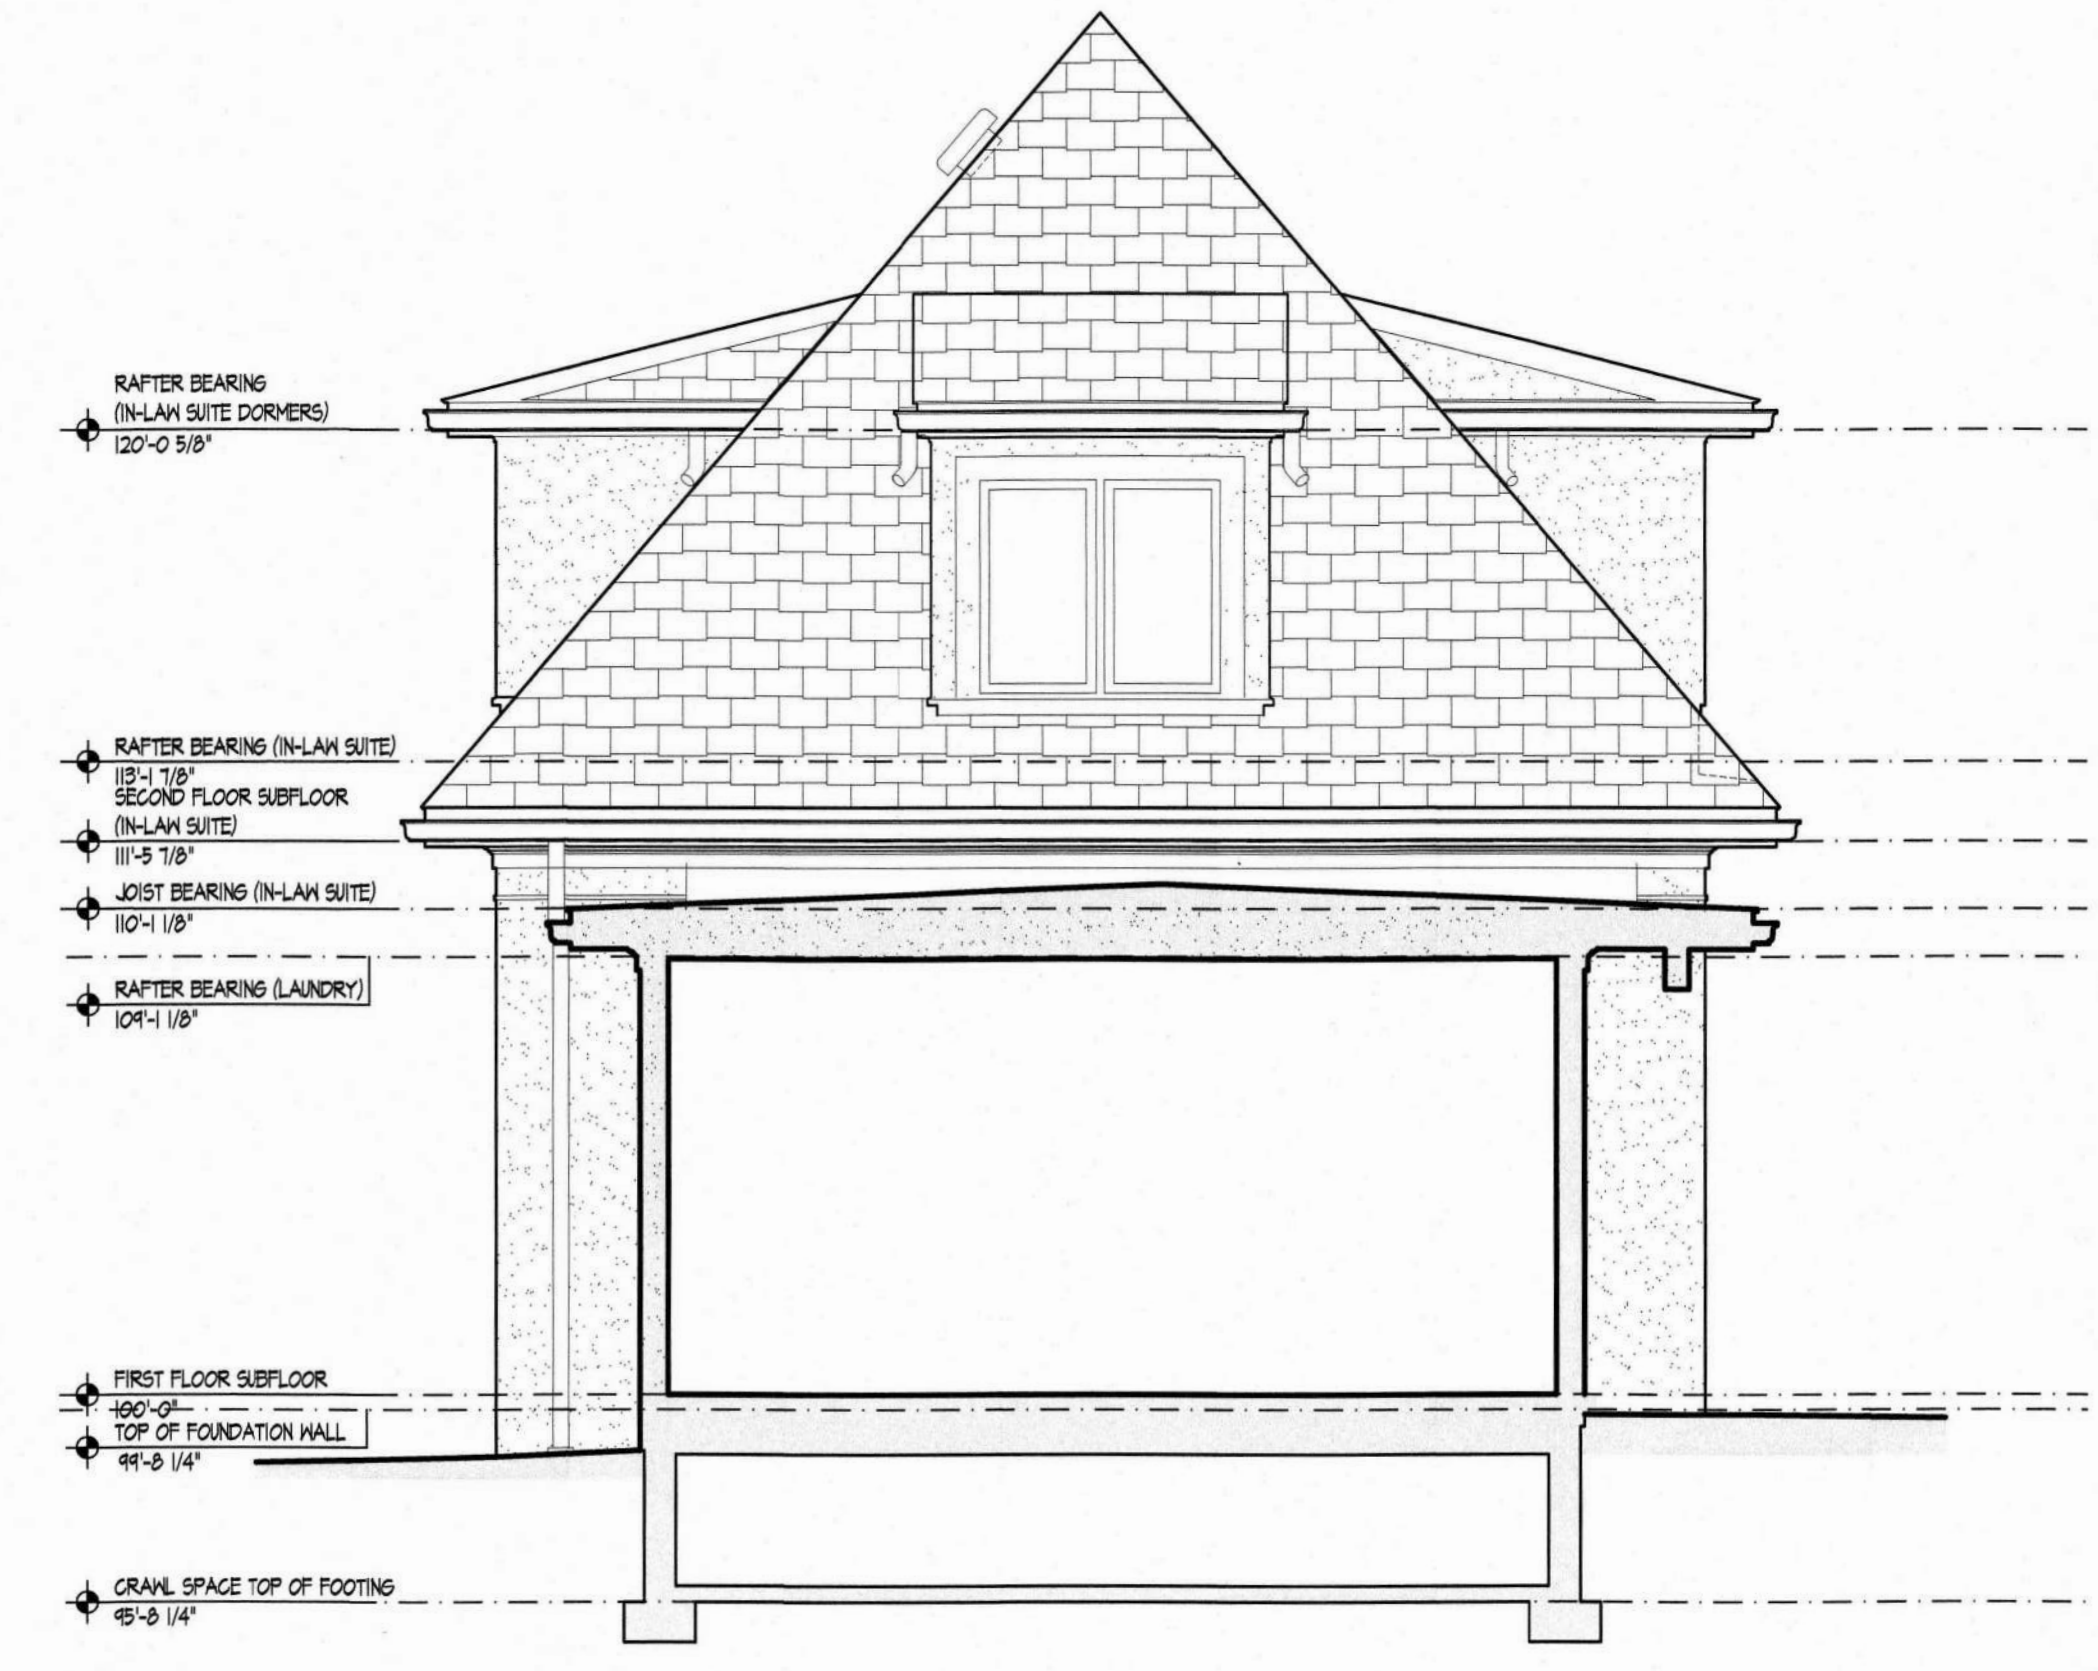 RAFTER BEARING
(IN-LAW SUITE DORMERS)
120'-0 5/8"
RAFTER BEARING (IN-LAW SUITE)
113'-1 7/8"
SECOND FLOOR SUBFLOOR
(IN-LAW SUITE)
111'-5 7/8"
JOIST BEARING (IN-LAW SUITE)
110'-1 1/8"
RAFTER BEARING (LAUNDRY)
109'-1 1/8"
FIRST FLOOR SUBFLOOR
100'-0"
TOP OF FOUNDATION WALL
99'-8 1/4"
CRAWL SPACE TOP OF FOOTING
95'-8 1/4"